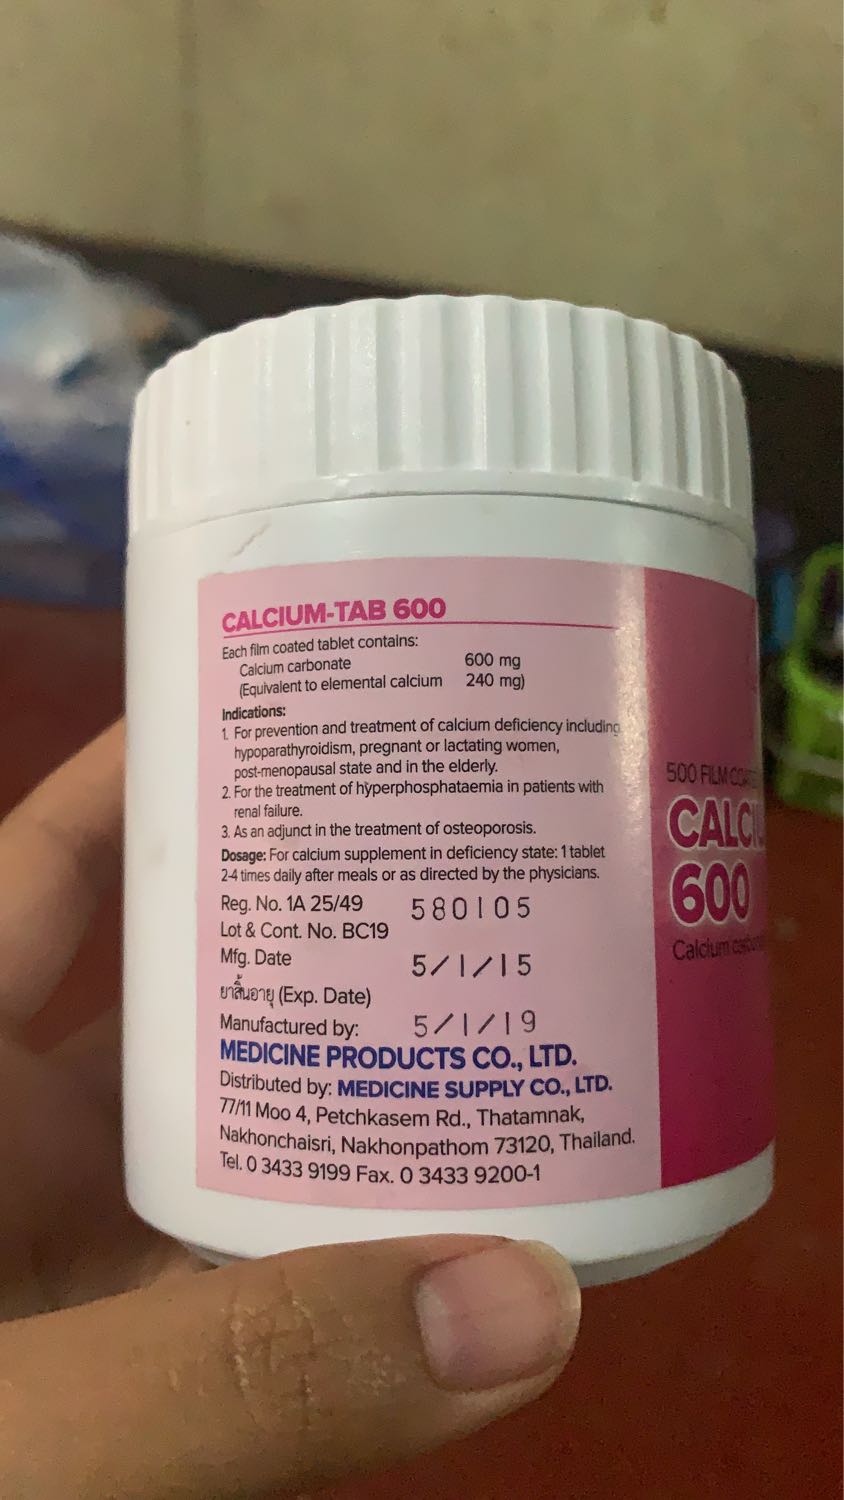 CALCIUM-TAB 600
Each film coated tablet contains:
Calcium carbonate 600 mg
(Equivalent to elemental calcium 240 mg)
Indications:
1. For prevention and treatment of calcium deficiency including
hypoparathyroidism, pregnant or lactating women,
post-menopausal state and in the elderly.
2. For the treatment of hyperphosphataemia in patients with
renal failure.
3. As an adjunct in the treatment of osteoporosis.
Dosage: For calcium supplement in deficiency state: 1 tablet
2-4 times daily after meals or as directed by the physicians.
Reg. No. 1A 25/49
Lot & Cont. No. BC19 580105
Mfg. Date 5/1/15
ยาสิ้นอายุ (Exp. Date) 5/1/19
Manufactured by:
MEDICINE PRODUCTS CO., LTD.
Distributed by: MEDICINE SUPPLY CO., LTD.
77/11 Moo 4, Petchkasem Rd., Thatamnak,
Nakhonchaisri, Nakhonpathom 73120, Thailand.
Tel. 0 3433 9199 Fax. 0 3433 9200-1
500 FILM
600
Calcium